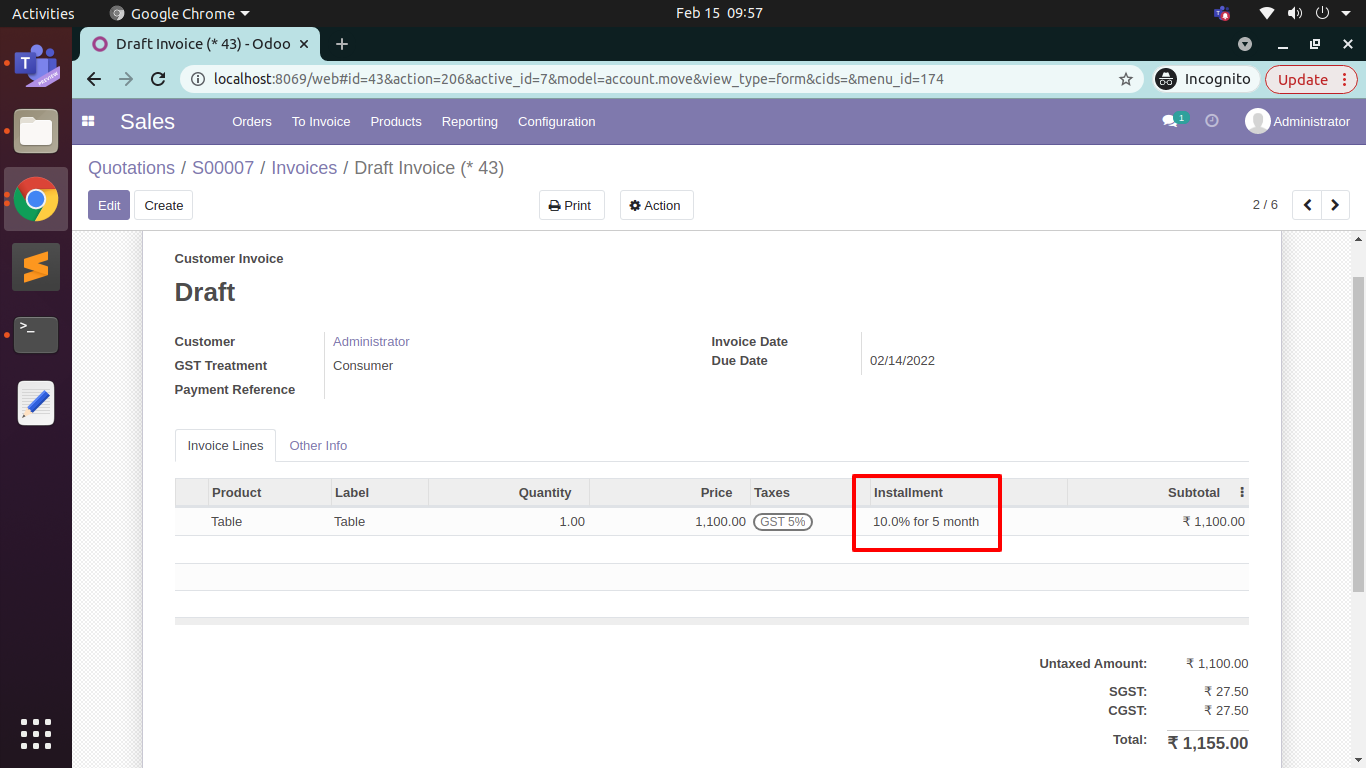 Activities Google Chrome Feb 15 09:57
Draft Invoice (* 43) - Odoo
localhost:8069/web#id=43&action=206&active_id=7&model=account.move&view_type=form&cids=&menu_id=174 Incognito Update
Sales Orders To Invoice Products Reporting Configuration 1 Administrator
Quotations / S00007 / Invoices / Draft Invoice (* 43)
Edit Create Print Action 2 / 6
Customer Invoice
Draft
Customer Administrator Invoice Date
Due Date 02/14/2022
GST Treatment Consumer
Payment Reference
Invoice Lines Other Info
Product Label Quantity Price Taxes Installment Subtotal
Table Table 1.00 1,100.00 GST 5% 10.0% for 5 month ₹ 1,100.00
Untaxed Amount: ₹ 1,100.00
SGST: ₹ 27.50
CGST: ₹ 27.50
Total: ₹ 1,155.00